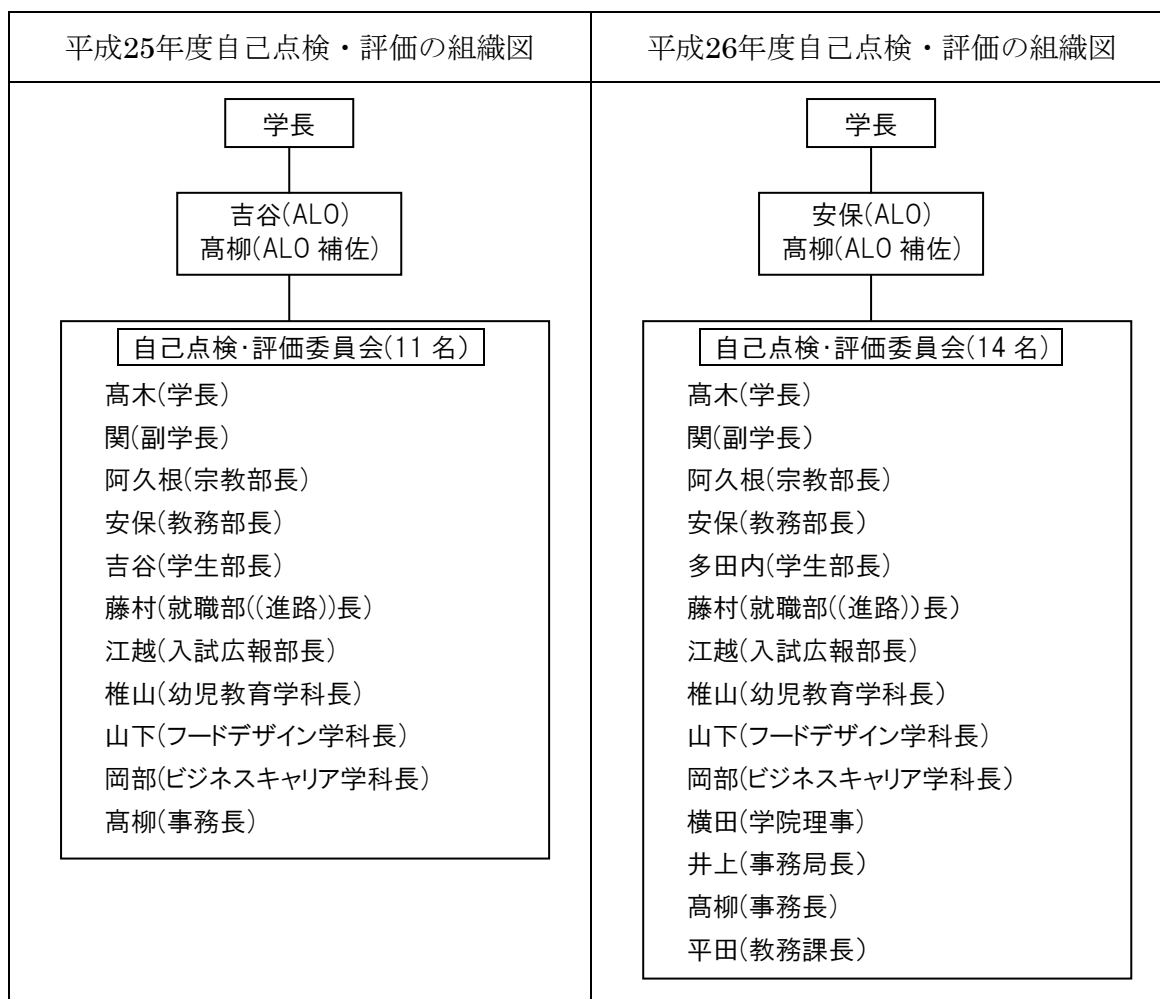 平成25年度自己点検・評価の組織図
学長
吉谷(ALO)
髙柳(ALO 補佐)
自己点検・評価委員会(11 名)
髙木(学長)
関(副学長)
阿久根(宗教部長)
安保(教務部長)
吉谷(学生部長)
藤村(就職部((進路))長)
江越(入試広報部長)
椎山(幼児教育学科長)
山下(フードデザイン学科長)
岡部(ビジネスキャリア学科長)
髙柳(事務長)
平成26年度自己点検・評価の組織図
学長
安保(ALO)
髙柳(ALO 補佐)
自己点検・評価委員会(14 名)
髙木(学長)
関(副学長)
阿久根(宗教部長)
安保(教務部長)
多田内(学生部長)
藤村(就職部((進路))長)
江越(入試広報部長)
椎山(幼児教育学科長)
山下(フードデザイン学科長)
岡部(ビジネスキャリア学科長)
横田(学院理事)
井上(事務局長)
髙柳(事務長)
平田(教務課長)